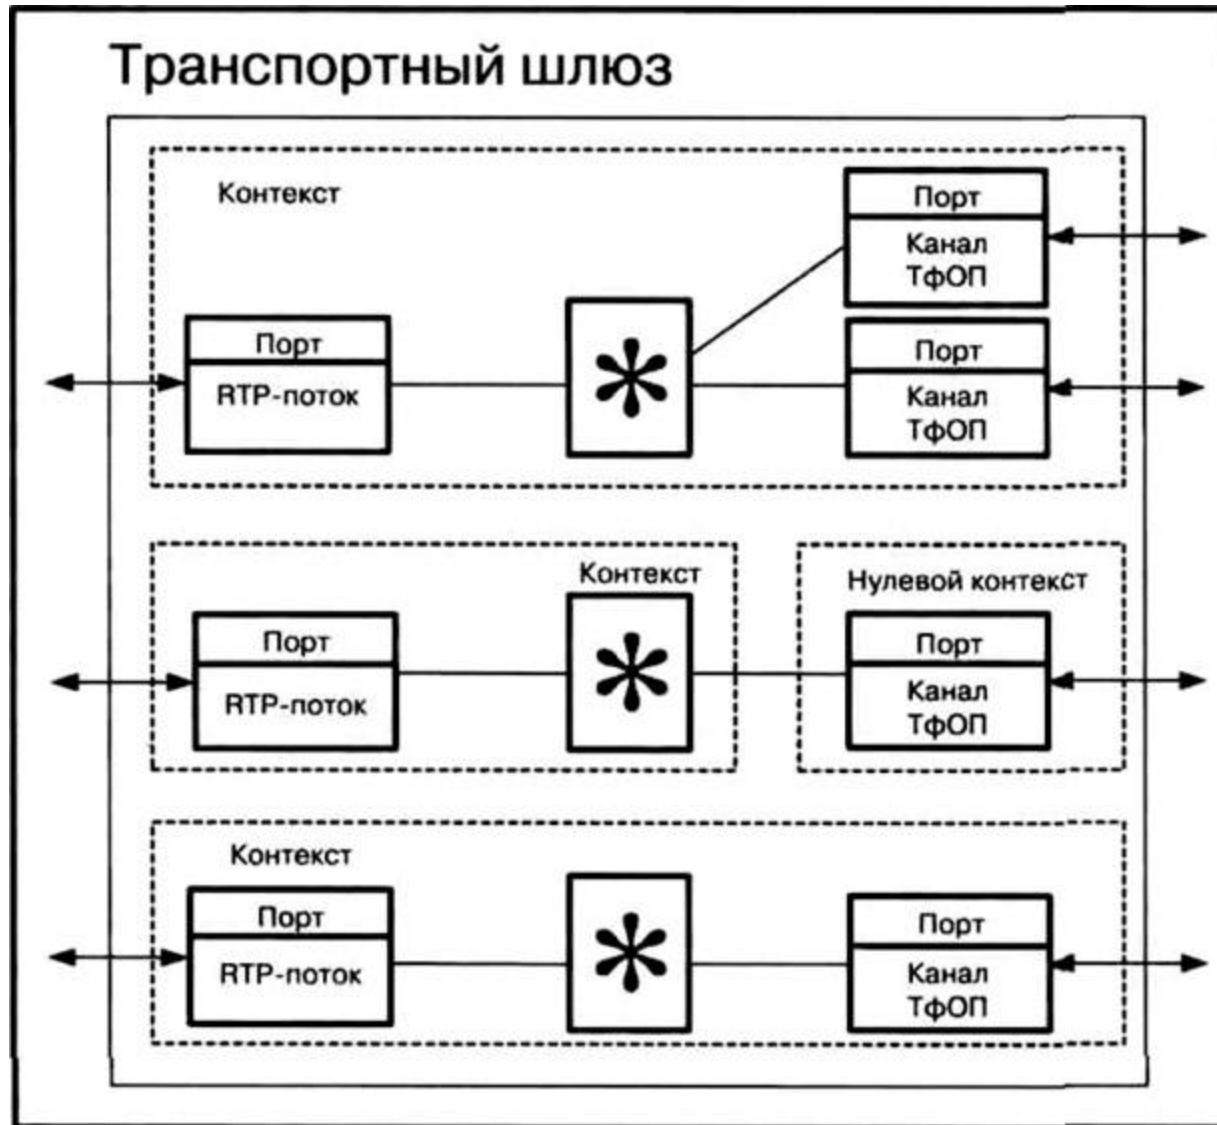 Транспортный шлюз
Контекст
Порт
Канал
ТфОП
Порт
RTP-поток
Порт
Канал
ТфОП
Контекст
Нулевой контекст
Порт
RTP-поток
Порт
Канал
ТфОП
Контекст
Порт
RTP-поток
Порт
Канал
ТфОП